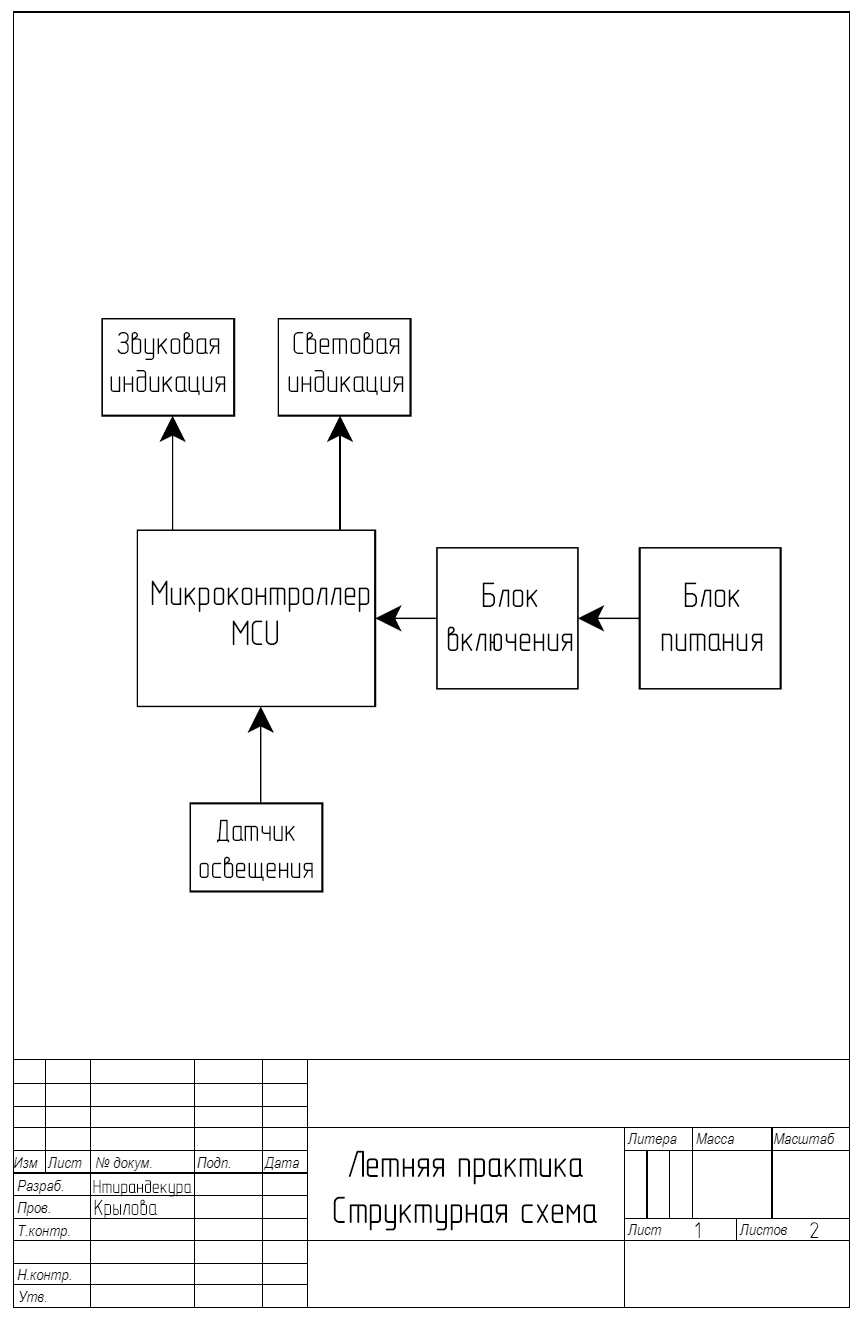 Звуковая
индикация
Световая
индикация
Микроконтроллер
MCU
Блок
включения
Блок
питания
Датчик
освещения
Изм Лист № докум. Подп. Дата
Разраб. Нтирандекура
Пров. Крылова
Т.контр.
Н.контр.
Утв.
Летняя практика
Структурная схема
Литера Масса Масштаб
Лист 1 Листов 2